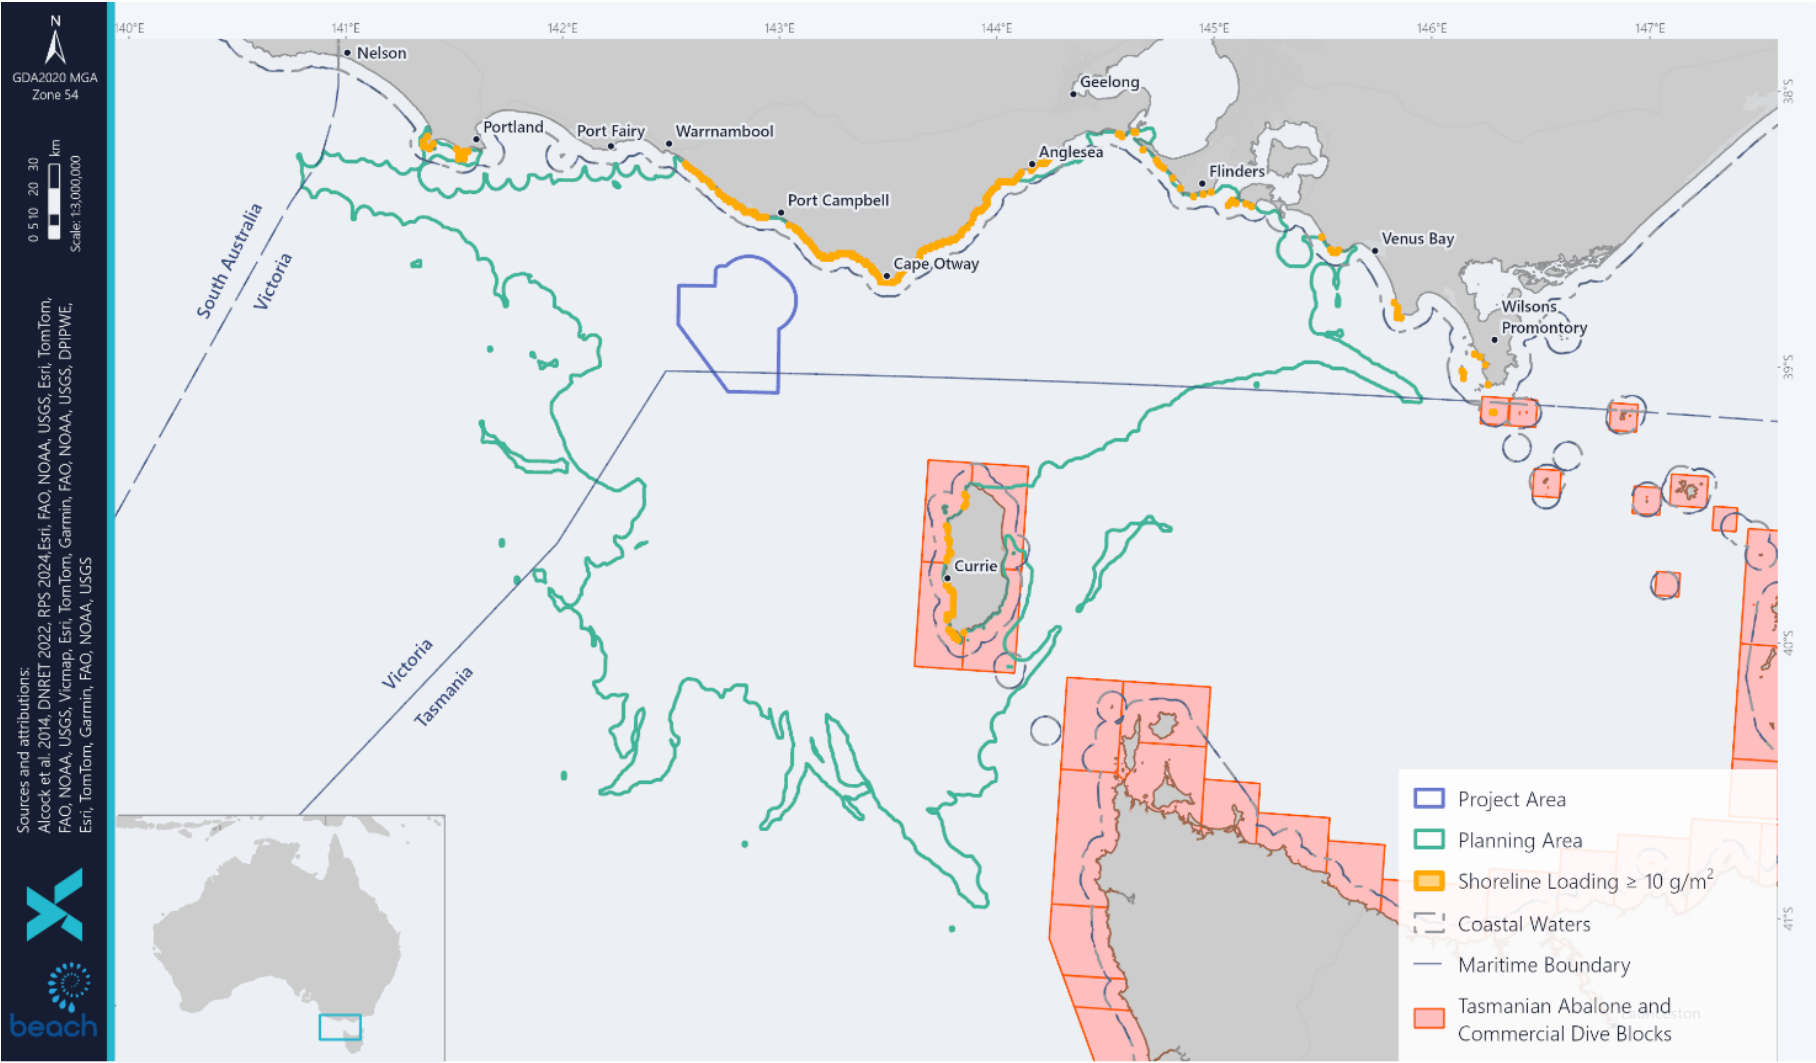 N
GDA2020 MGA
Zone 54
0 5 10 20 30
km
Scale: 1:3,000,000
Sources and attributions:
Alcock et al. 2014, DNRET 2022, RPS 2024,Esri, FAO, NOAA, USGS, Esri, TomTom,
FAO, NOAA, USGS, Vicmap, Esri, TomTom, Garmin, FAO, NOAA, USGS, DPIPWE,
Esri, TomTom, Garmin, FAO, NOAA, USGS
beach
140°E
141°E
142°E
143°E
144°E
145°E
146°E
147°E
38°S
39°S
40°S
41°S
Nelson
Portland
Port Fairy
Warrnambool
Port Campbell
Cape Otway
Geelong
Anglesea
Flinders
Venus Bay
Wilsons
Promontory
South Australia
Victoria
Victoria
Tasmania
Currie
Project Area
Planning Area
Shoreline Loading ≥ 10 g/m²
Coastal Waters
Maritime Boundary
Tasmanian Abalone and
Commercial Dive Blocks
Launceston